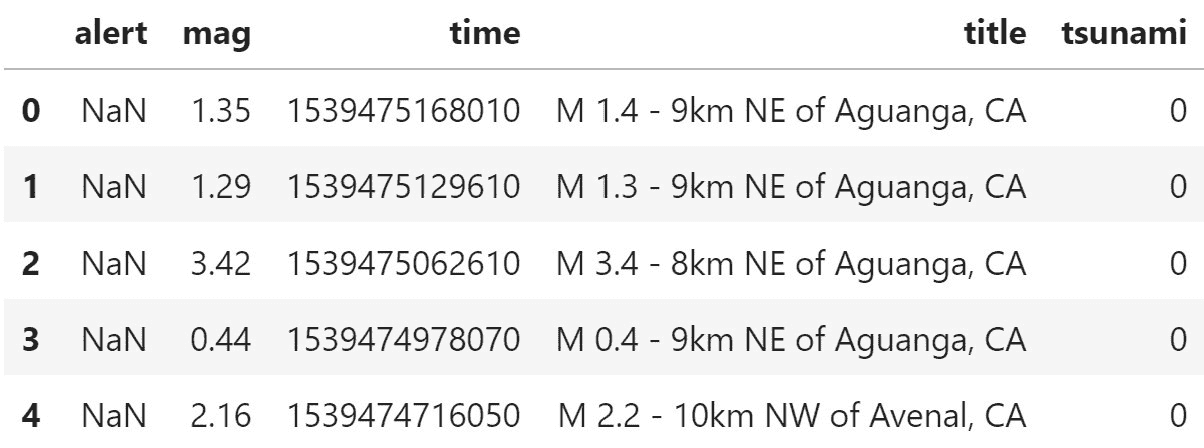 alert mag time title tsunami
0 NaN 1.35 1539475168010 M 1.4 - 9km NE of Aguanga, CA 0
1 NaN 1.29 1539475129610 M 1.3 - 9km NE of Aguanga, CA 0
2 NaN 3.42 1539475062610 M 3.4 - 8km NE of Aguanga, CA 0
3 NaN 0.44 1539474978070 M 0.4 - 9km NE of Aguanga, CA 0
4 NaN 2.16 1539474716050 M 2.2 - 10km NW of Avenal, CA 0